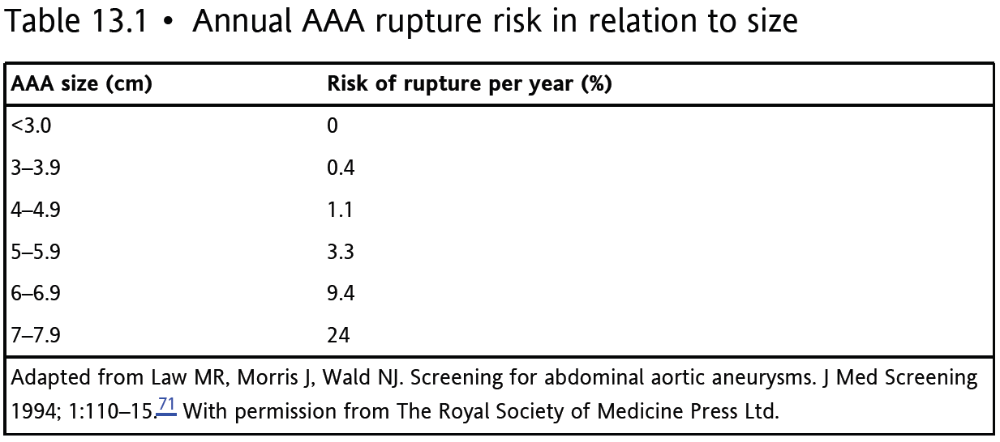 Table 13.1 • Annual AAA rupture risk in relation to size
AAA size (cm) Risk of rupture per year (%)
<3.0 0
3–3.9 0.4
4–4.9 1.1
5–5.9 3.3
6–6.9 9.4
7–7.9 24
Adapted from Law MR, Morris J, Wald NJ. Screening for abdominal aortic aneurysms. J Med Screening
1994; 1:110–15.71 With permission from The Royal Society of Medicine Press Ltd.